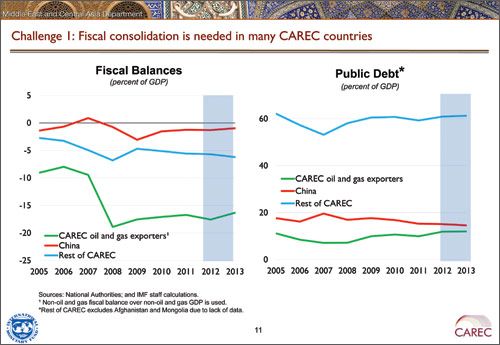 Middle East and Central Asia Department
Challenge 1: Fiscal consolidation is needed in many CAREC countries
Fiscal Balances
(percent of GDP)
5
0
-5
-10
-15
-20
-25
CAREC oil and gas exporters¹
China
Rest of CAREC
2005 2006 2007 2008 2009 2010 2011 2012 2013
Public Debt*
(percent of GDP)
60
40
20
0
CAREC oil and gas exporters
China
Rest of CAREC
2005 2006 2007 2008 2009 2010 2011 2012 2013
Sources: National Authorities; and IMF staff calculations.
¹ Non-oil and gas fiscal balance over non-oil and gas GDP is used.
*Rest of CAREC excludes Afghanistan and Mongolia due to lack of data.
11
CAREC